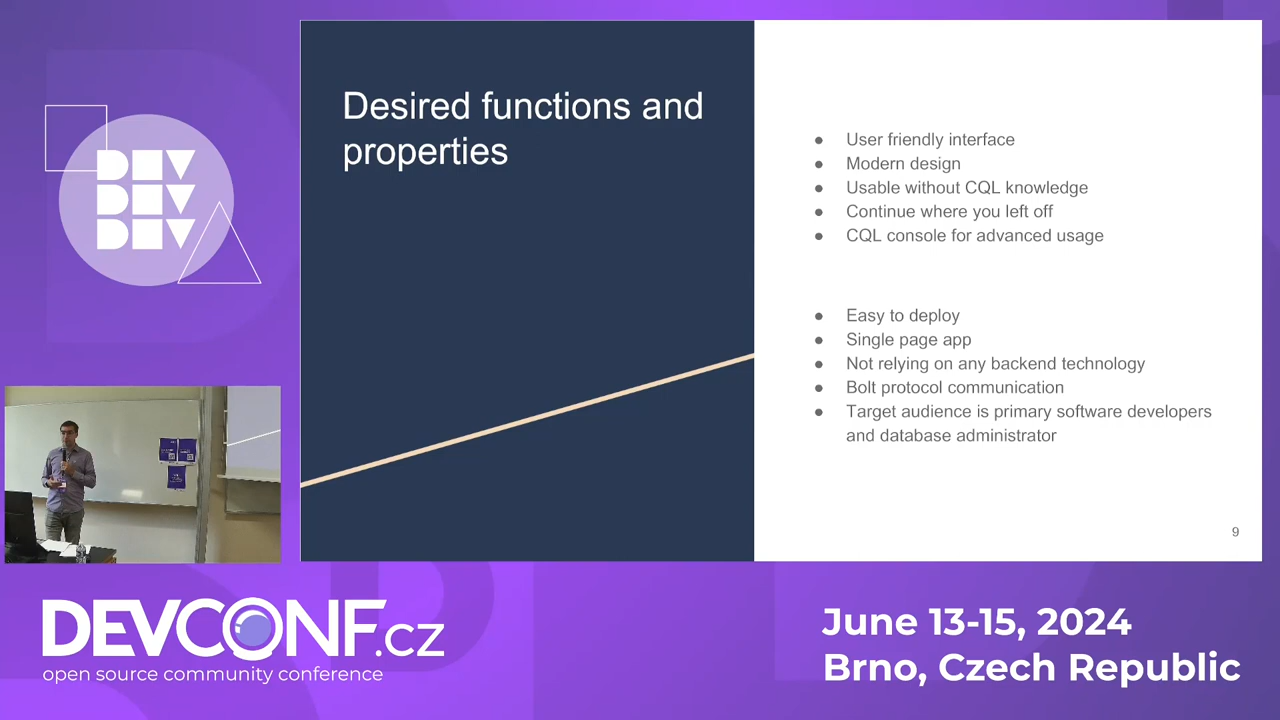 DEV
DEV
DEV
Desired functions and
properties
● User friendly interface
● Modern design
● Usable without CQL knowledge
● Continue where you left off
● CQL console for advanced usage
● Easy to deploy
● Single page app
● Not relying on any backend technology
● Bolt protocol communication
● Target audience is primary software developers
and database administrator
9
DEVCONF.cz
open source community conference
June 13-15, 2024
Brno, Czech Republic